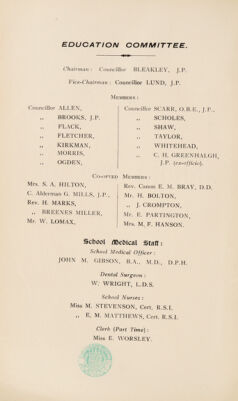 EDUCATION COMMITTEE.
Chairman: Councillor BLEAKLEY, J.P.
Vice-Chairman: Councillor LUND, J.P.
MEMBERS:
Councillor ALLEN,
„ BROOKS, J.P.
„ FLACK,
„ FLETCHER,
„ KIRKMAN,
„ MORRIS,
„ OGDEN,
Councillor SCARR, O.B.E., J.P.,
„ SCHOLES,
„ SHAW,
„ TAYLOR,
„ WHITEHEAD,
„ C. H. GREENHALGH,
J.P. (ex-officio).
CO-OPTED MEMBERS:
Mrs. S. A. HILTON,
C. Alderman G. MILLS, J.P.,
Rev. H. MARKS,
„ BREENES MILLER,
Mr. W. LOMAX,
Rev. Canon E. M. BRAY, D.D.
Mr. H. BOLTON,
„ J. CROMPTON,
Mr. E. PARTINGTON,
Mrs. M. F. HANSON.
School Medical Staff:
School Medical Officer:
JOHN M. GIBSON, B.A., M.D., D.P.H.
Dental Surgeon:
W. WRIGHT, L.D.S.
School Nurses:
Miss M. STEVENSON, Cert. R.S.I.
„ E. M. MATTHEWS, Cert. R.S.I.
Clerk (Part Time):
Miss E. WORSLEY.